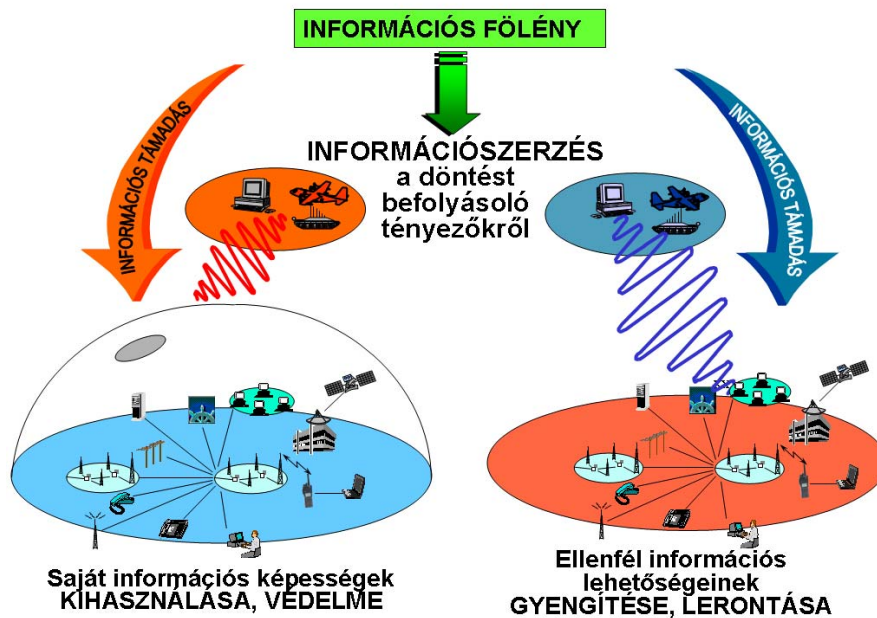 INFORMÁCIÓS FÖLÉNY
INFORMÁCIÓS TÁMADÁS
INFORMÁCIÓSZERZÉS
a döntést
befolyásoló
tényezőkről
INFORMÁCIÓS TÁMADÁS
Saját információs képességek
KIHASZNÁLÁSA, VÉDELME
Ellenfél információs
lehetőségeinek
GYENGÍTÉSE, LERONTÁSA